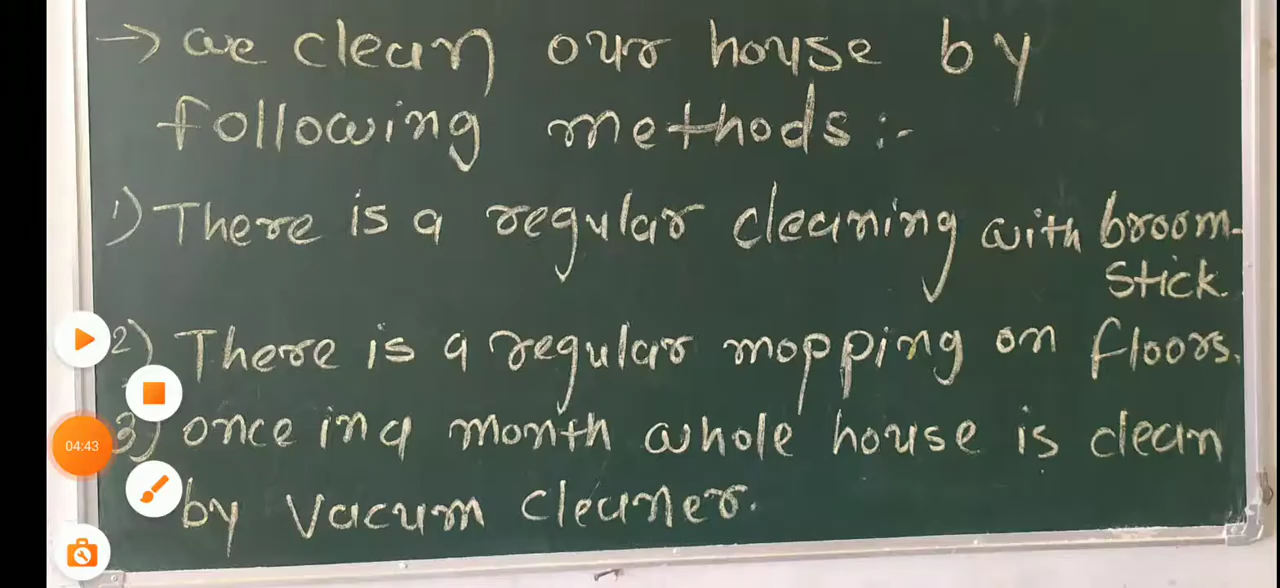 → we clean our house by
following methods :-
1) There is a regular cleaning with broom-
stick.
2) There is a regular mopping on floors.
3) once in a month whole house is clean
by Vacum cleaner.
04:43